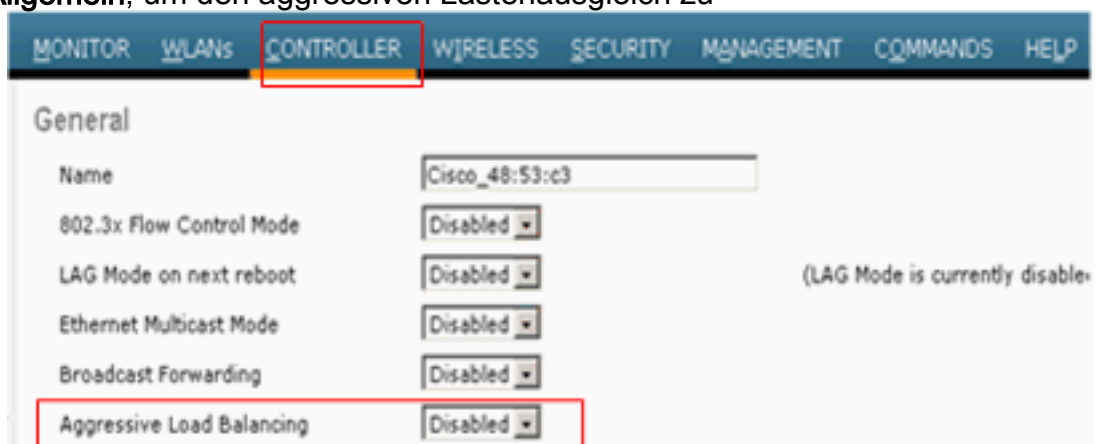 Allgemein, um den aggressiven Lastenausgleich zu
MONITOR WLANs CONTROLLER WIRELESS SECURITY MANAGEMENT COMMANDS HELP
General
Name Cisco_48:53:c3
802.3x Flow Control Mode Disabled
LAG Mode on next reboot Disabled (LAG Mode is currently disable
Ethernet Multicast Mode Disabled
Broadcast Forwarding Disabled
Aggressive Load Balancing Disabled